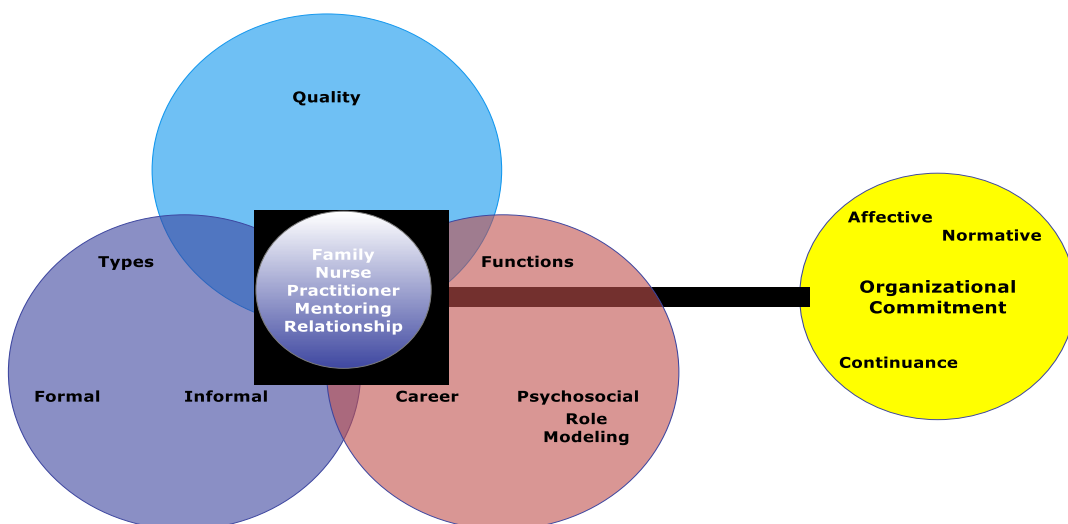 Quality
Types
Family
Nurse
Practitioner
Mentoring
Relationship
Functions
Affective
Normative
Organizational
Commitment
Continuance
Formal
Informal
Career
Psychosocial
Role
Modeling